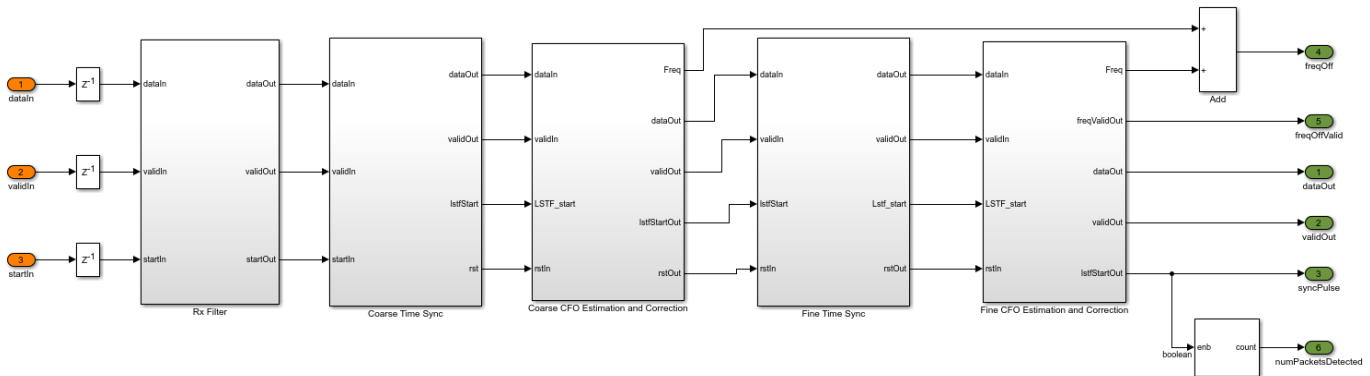 1
dataIn
2
validIn
3
startIn
Z-1
Z-1
Z-1
dataIn
validIn
startIn
dataOut
validOut
startOut
Rx Filter
dataIn
validIn
startIn
dataOut
validOut
lstfStart
rst
Coarse Time Sync
dataIn
validIn
LSTF_start
rstIn
Freq
dataOut
validOut
lstfStartOut
rstOut
Coarse CFO Estimation and Correction
dataIn
validIn
lstfStart
rstIn
dataOut
validOut
Lstf_start
rstOut
Fine Time Sync
dataIn
validIn
LSTF_start
rstIn
Freq
freqValidOut
dataOut
validOut
lstfStartOut
Fine CFO Estimation and Correction
+
+
Add
boolean
enb
count
4
freqOff
5
freqOffValid
1
dataOut
2
validOut
3
syncPulse
6
numPacketsDetected